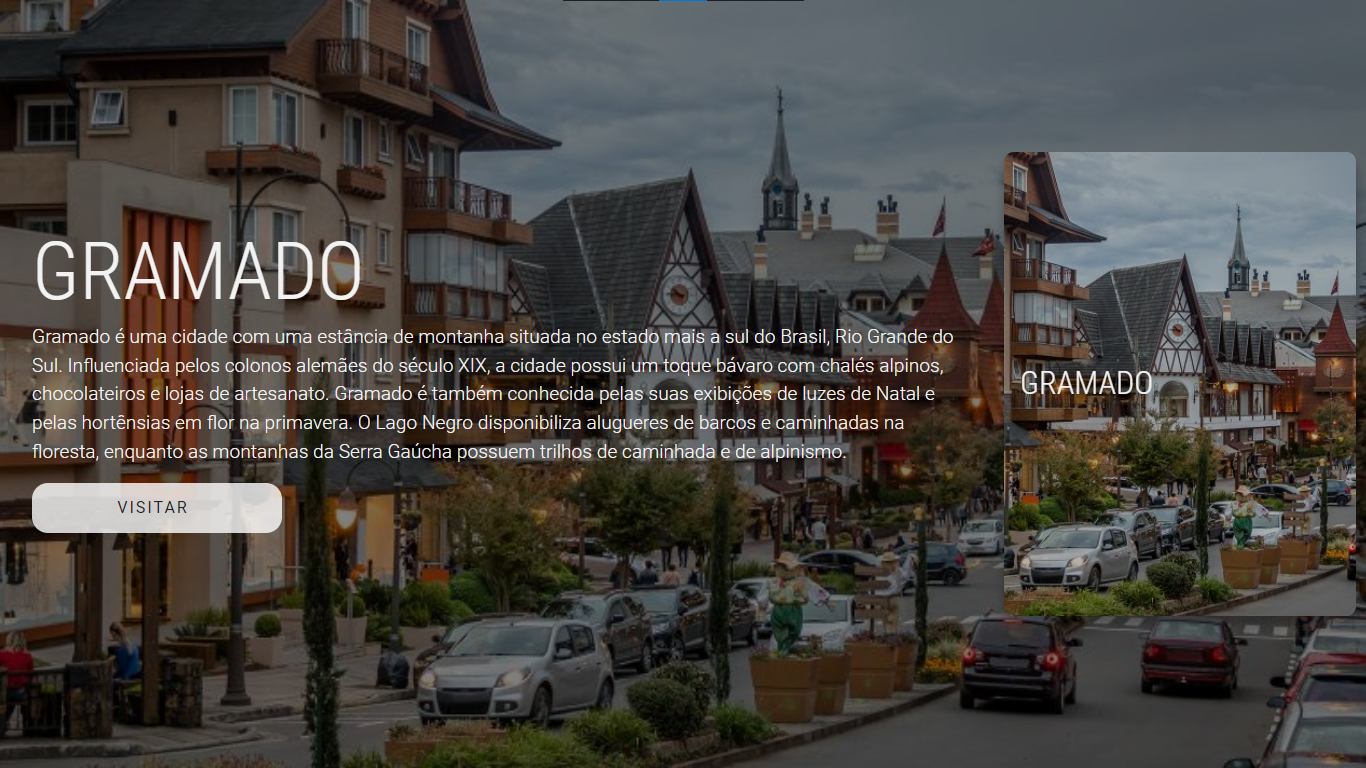 GRAMADO
Gramado é uma cidade com uma estância de montanha situada no estado mais a sul do Brasil, Rio Grande do
Sul. Influenciada pelos colonos alemães do século XIX, a cidade possui um toque bávaro com chalés alpinos,
chocolateiros e lojas de artesanato. Gramado é também conhecida pelas suas exibições de luzes de Natal e
pelas hortênsias em flor na primavera. O Lago Negro disponibiliza alugueres de barcos e caminhadas na
floresta, enquanto as montanhas da Serra Gaúcha possuem trilhos de caminhada e de alpinismo.
VISITAR
GRAMADO